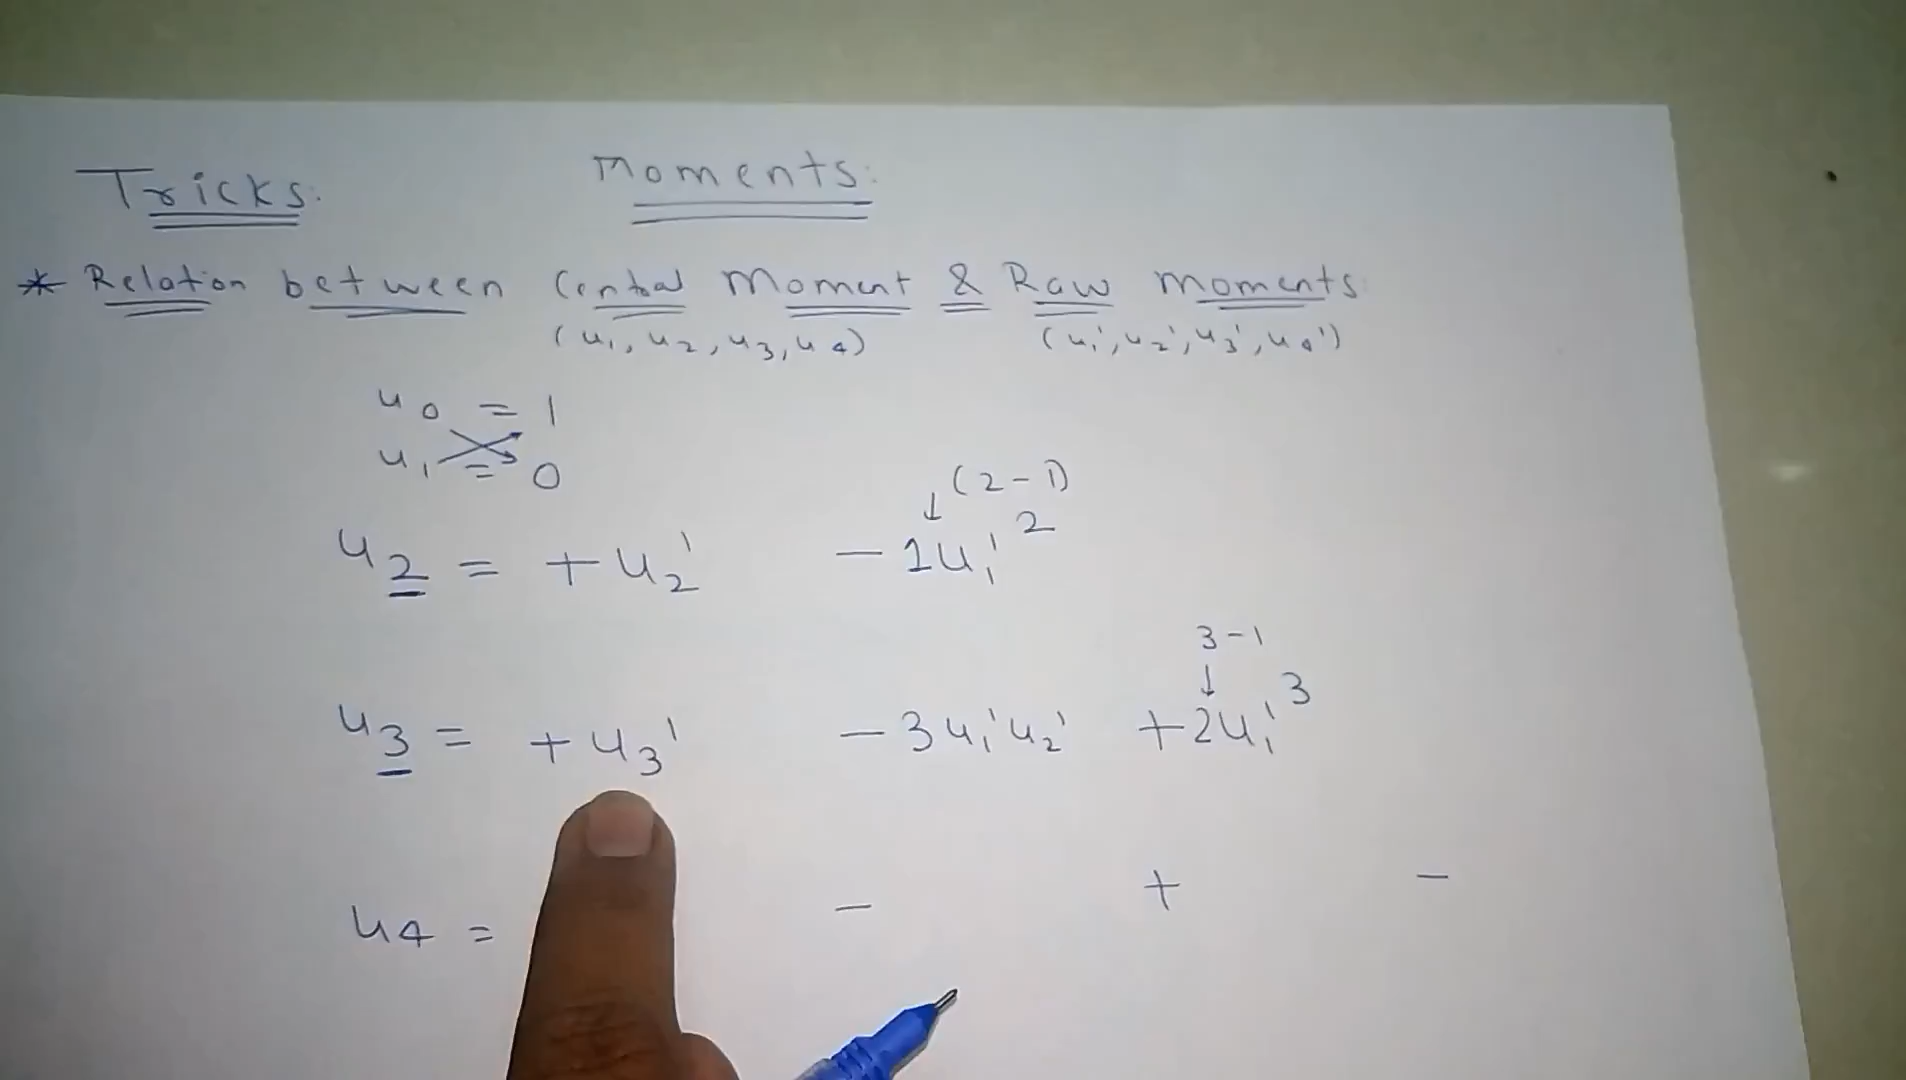 Tricks: Moments:
* Relation between Central Moment & Raw Moments
(u₁, u₂, u₃, u₄) (u₁', u₂', u₃', u₄')
u₀ = 1
u₁ = 0
(2-1)
↓
u₂ = + u₂' - 1u₁'²
3-1
↓
u₃ = + u₃' - 3u₁'u₂' + 2u₁'³
u₄ = - + -